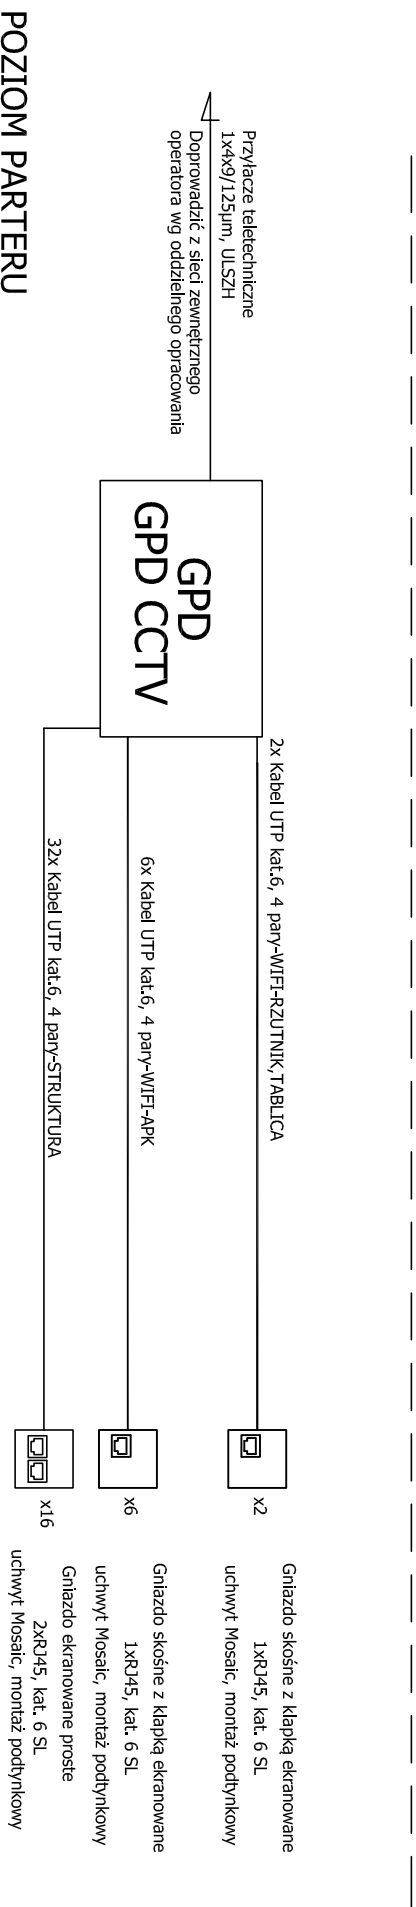 Przyłacze teletechniczne
1x4x9/125µm, ULSZH
Doprowadzić z sieci zewnętrznego
operatora wg oddzielnego opracowania
GPD
GPD CCTV
2x Kabel UTP kat.6, 4 pary-WIFI-RZUTNIK,TABLICA
x2
Gniazdo skośne z klapką ekranowane
1xRJ45, kat. 6 SL
uchwyt Mosaic, montaż podtynkowy
6x Kabel UTP kat.6, 4 pary-WIFI-APK
x6
Gniazdo skośne z klapką ekranowane
1xRJ45, kat. 6 SL
uchwyt Mosaic, montaż podtynkowy
32x Kabel UTP kat.6, 4 pary-STRUKTURA
x16
Gniazdo ekranowane proste
2xRJ45, kat. 6 SL
uchwyt Mosaic, montaż podtynkowy
POZIOM PARTERU